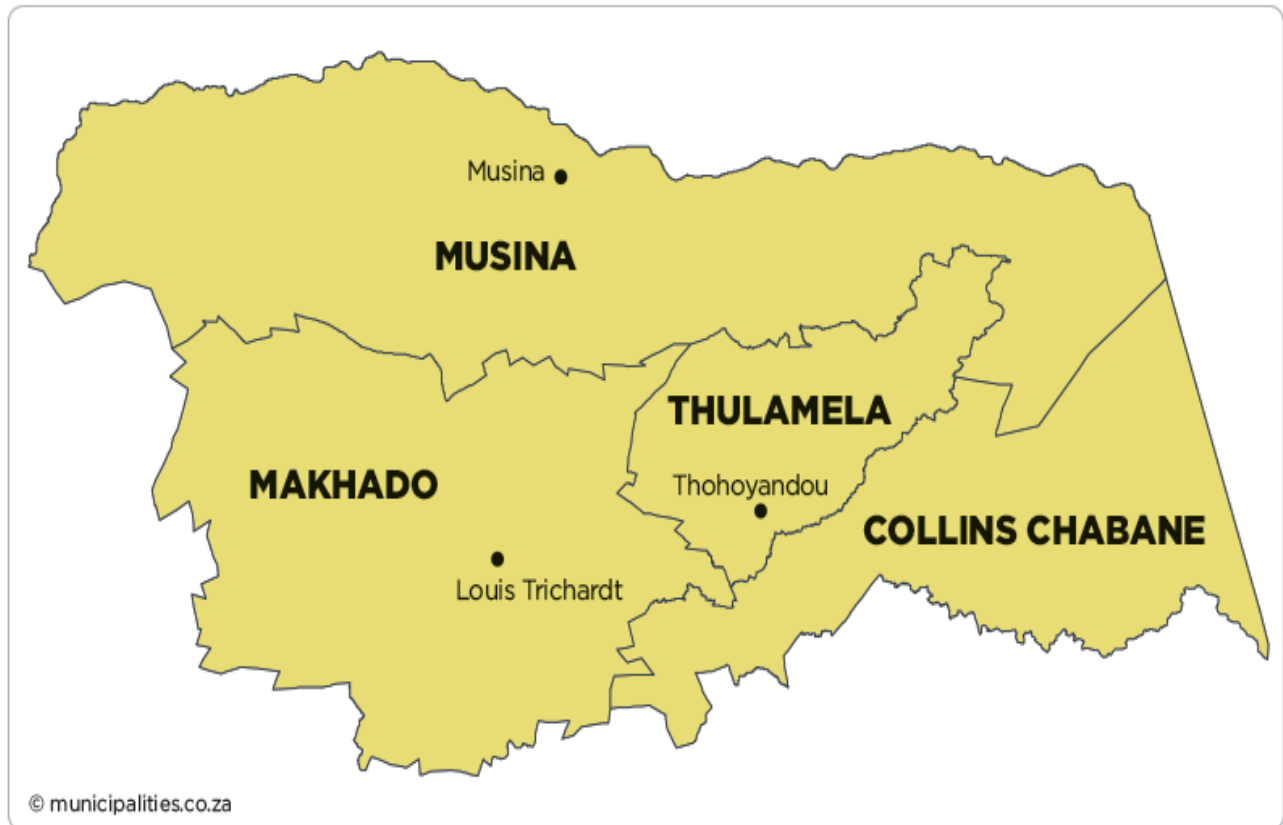 Musina
MUSINA
THULAMELA
MAKHADO
Thohoyandou
COLLINS CHABANE
Louis Trichardt
© municipalities.co.za